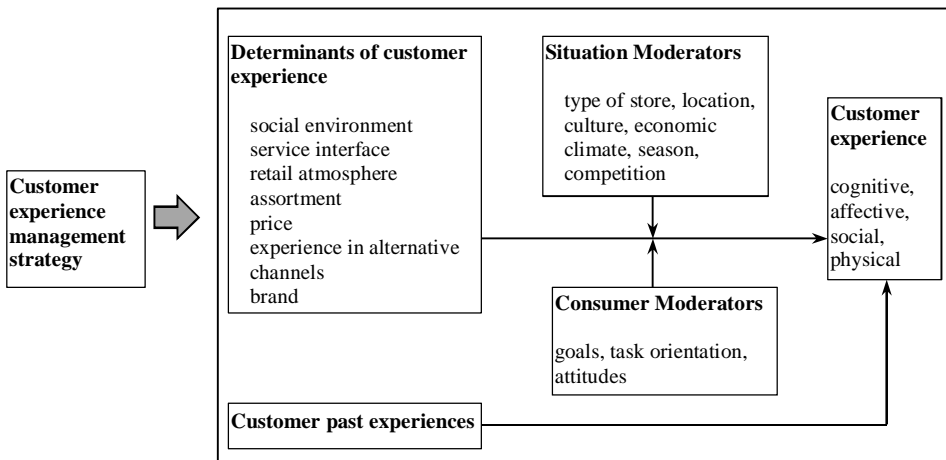 Customer
experience
management
strategy
Determinants of customer
experience
social environment
service interface
retail atmosphere
assortment
price
experience in alternative
channels
brand
Situation Moderators
type of store, location,
culture, economic
climate, season,
competition
Consumer Moderators
goals, task orientation,
attitudes
Customer past experiences
Customer
experience
cognitive,
affective,
social,
physical